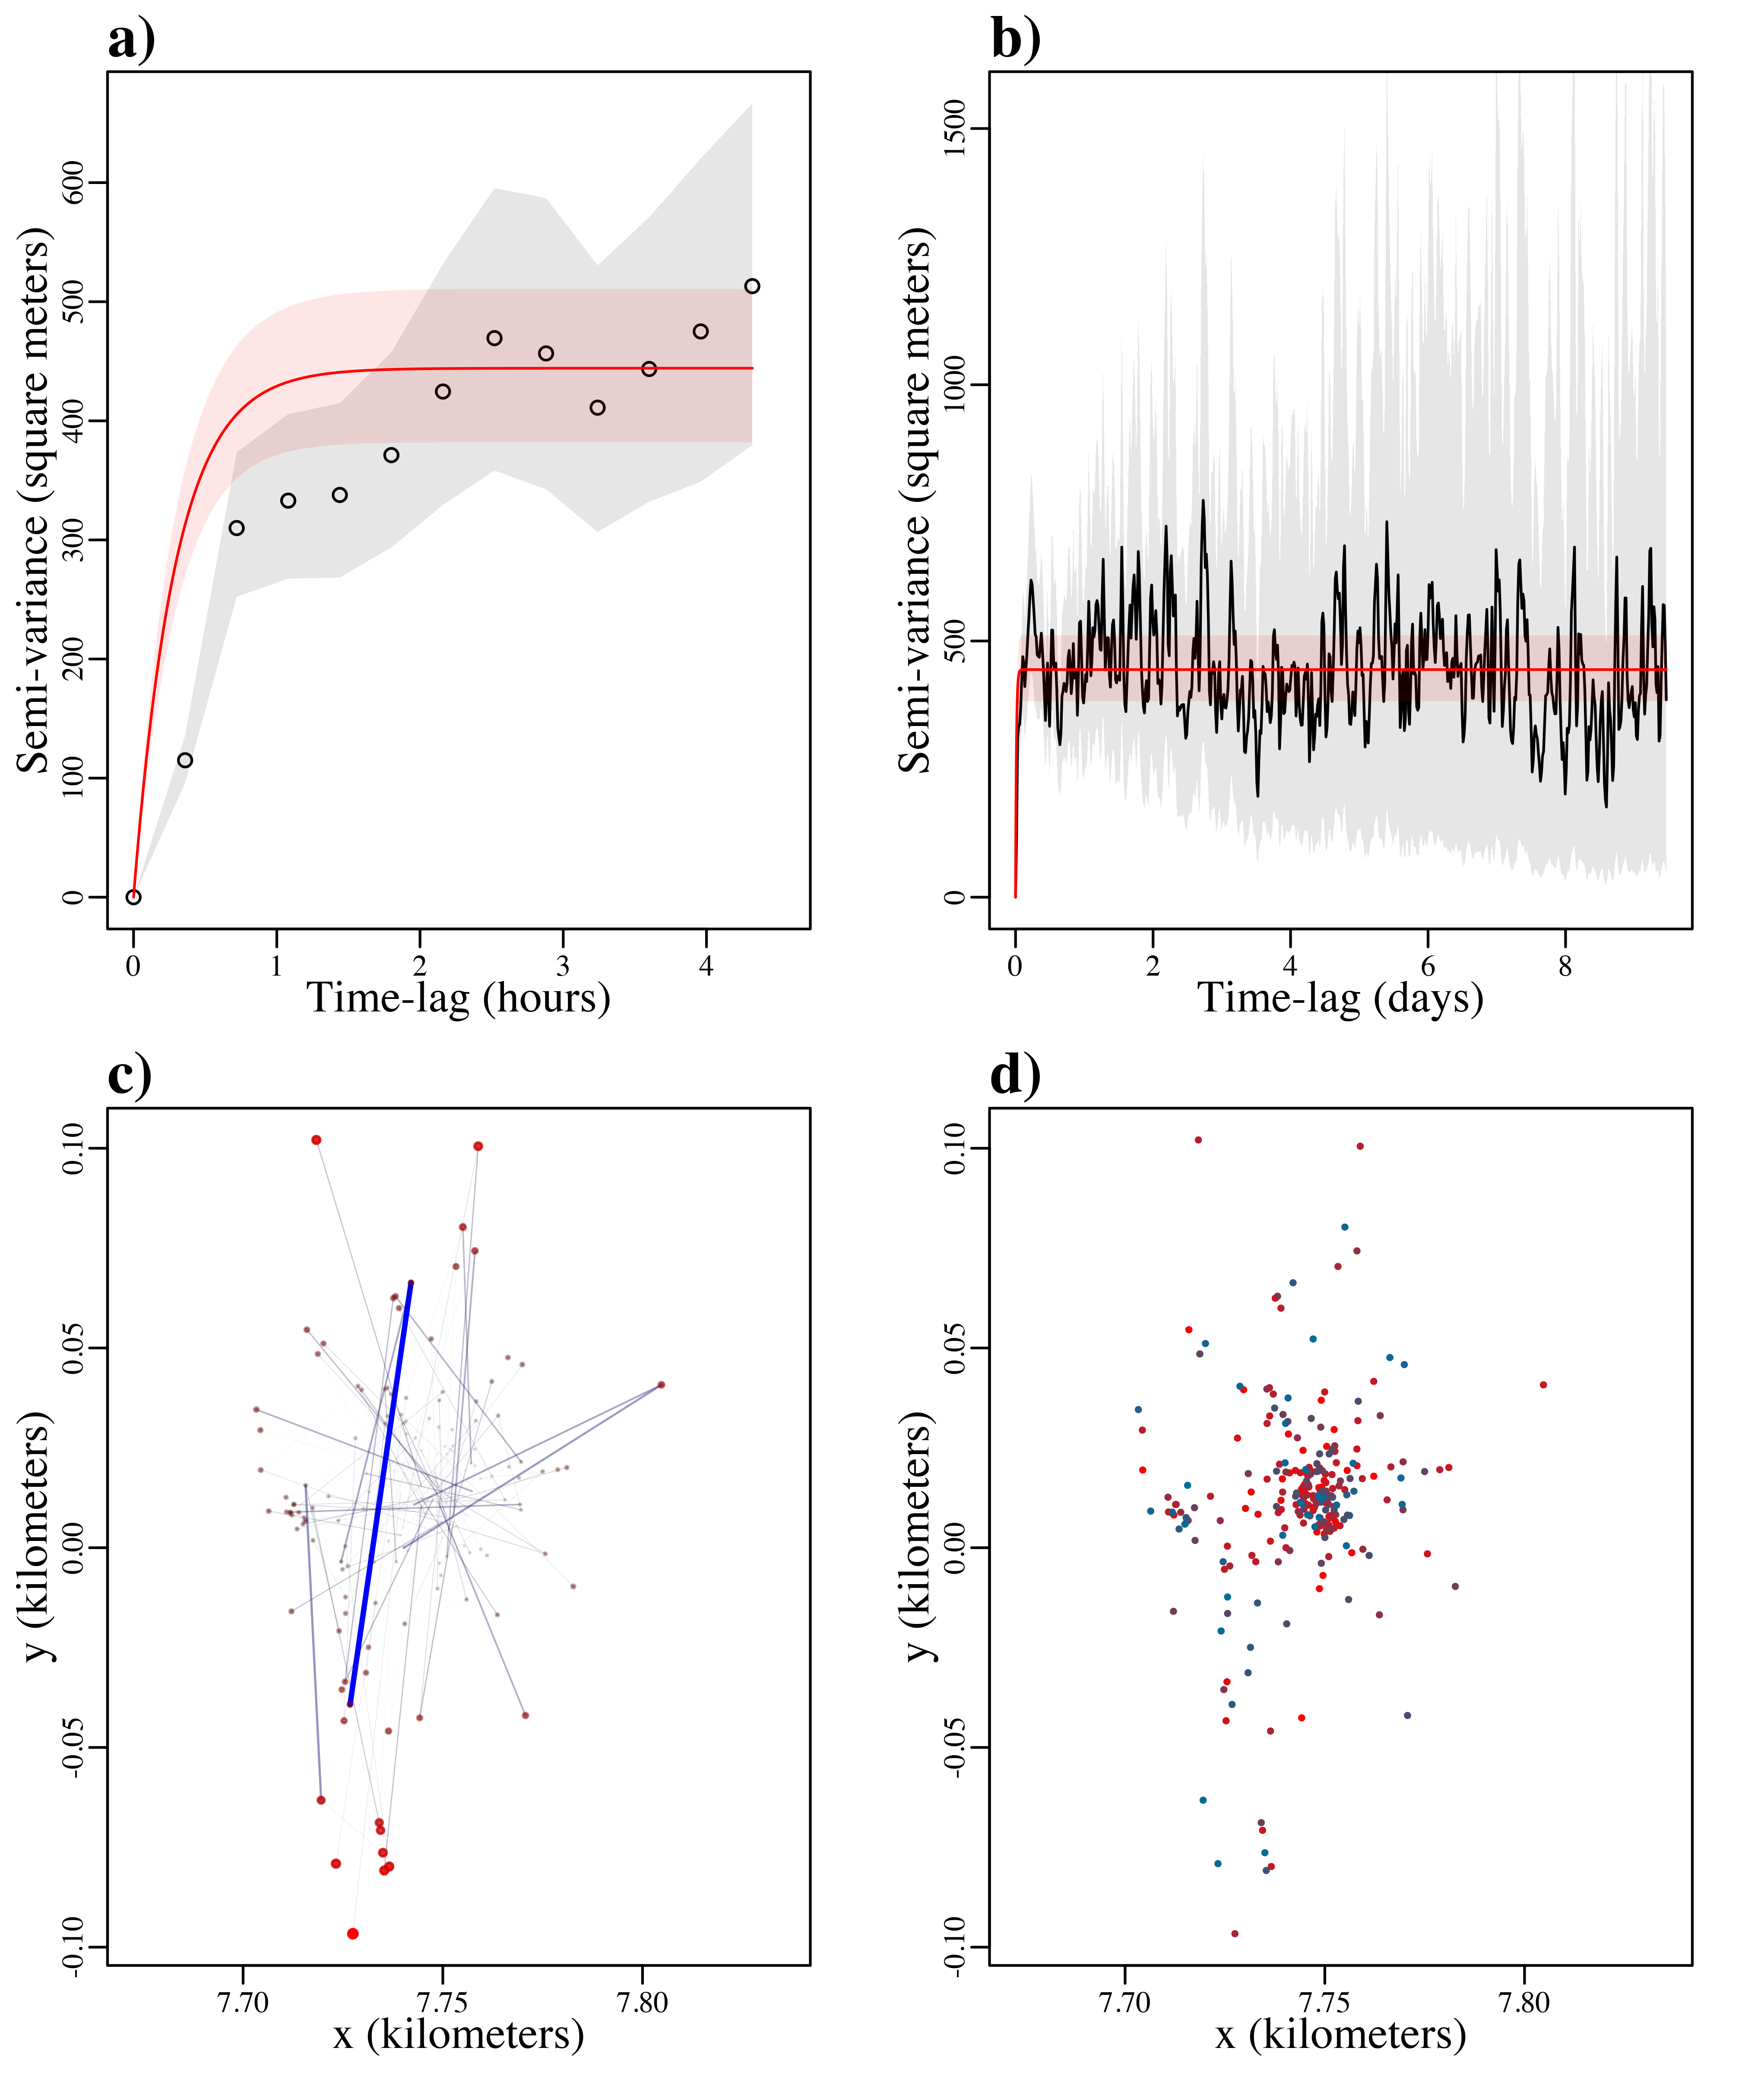 a)
Semi-variance (square meters)
0 100 200 300 400 500 600
0 1 2 3 4
Time-lag (hours)
b)
Semi-variance (square meters)
0 500 1000 1500
0 2 4 6 8
Time-lag (days)
c)
y (kilometers)
-0.10 -0.05 0.00 0.05 0.10
7.70 7.75 7.80
x (kilometers)
d)
y (kilometers)
-0.10 -0.05 0.00 0.05 0.10
7.70 7.75 7.80
x (kilometers)